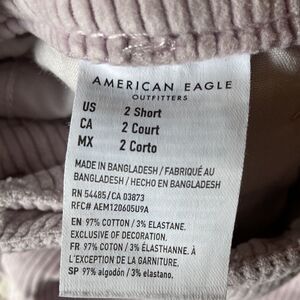 AMERICAN EAGLE
OUTFITTERS
US 2 Short
CA 2 Court
MX 2 Corto
MADE IN BANGLADESH / FABRIQUÉ AU
BANGLADESH / HECHO EN BANGLADESH
RN 54485/CA 03873
RFC# AEM120605U9A
EN 97% COTTON / 3% ELASTANE.
EXCLUSIVE OF DECORATION.
FR 97% COTON / 3% ÉLASTHANNE. À
L'EXCEPTION DE LA GARNITURE.
SP 97% algodón / 3% elastano.